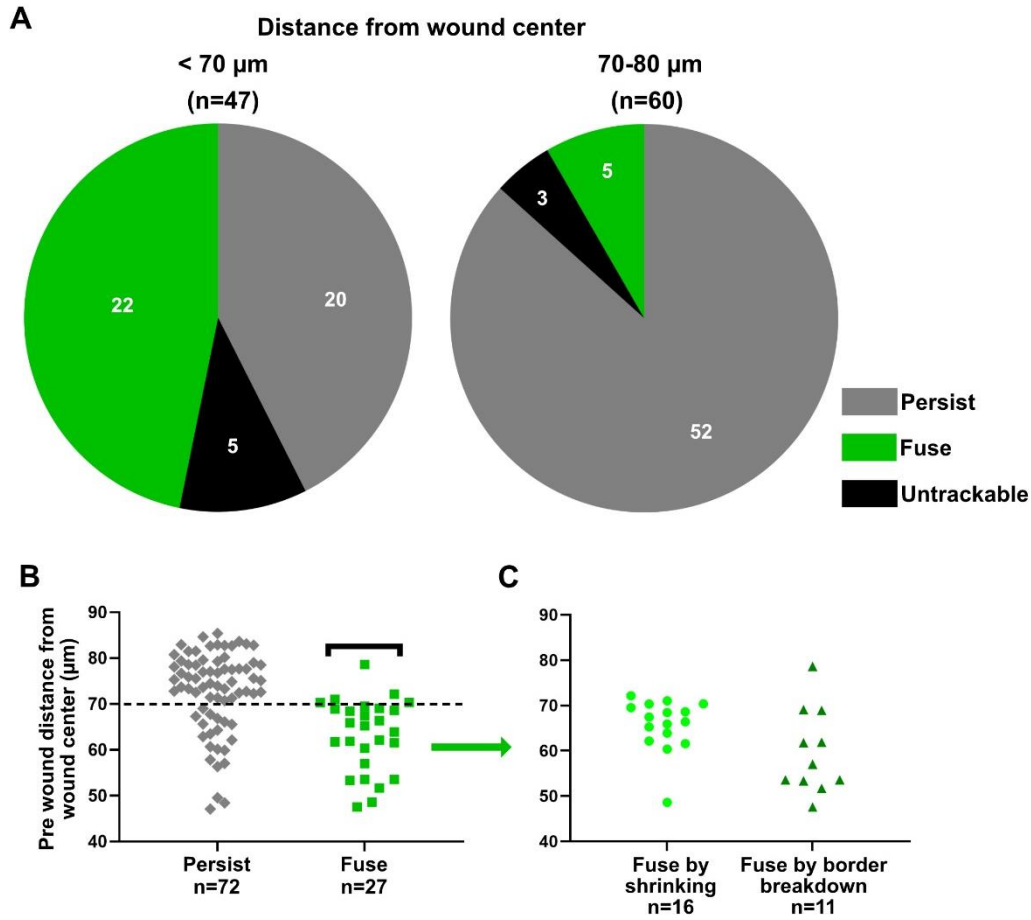 A
Distance from wound center
< 70 µm
(n=47)
70-80 µm
(n=60)
22
20
5
3
5
52
Persist
Fuse
Untrackable
B
Pre wound distance from
wound center (µm)
90
80
70
60
50
40
Persist
n=72
Fuse
n=27
C
90
80
70
60
50
40
Fuse by
shrinking
n=16
Fuse by border
breakdown
n=11